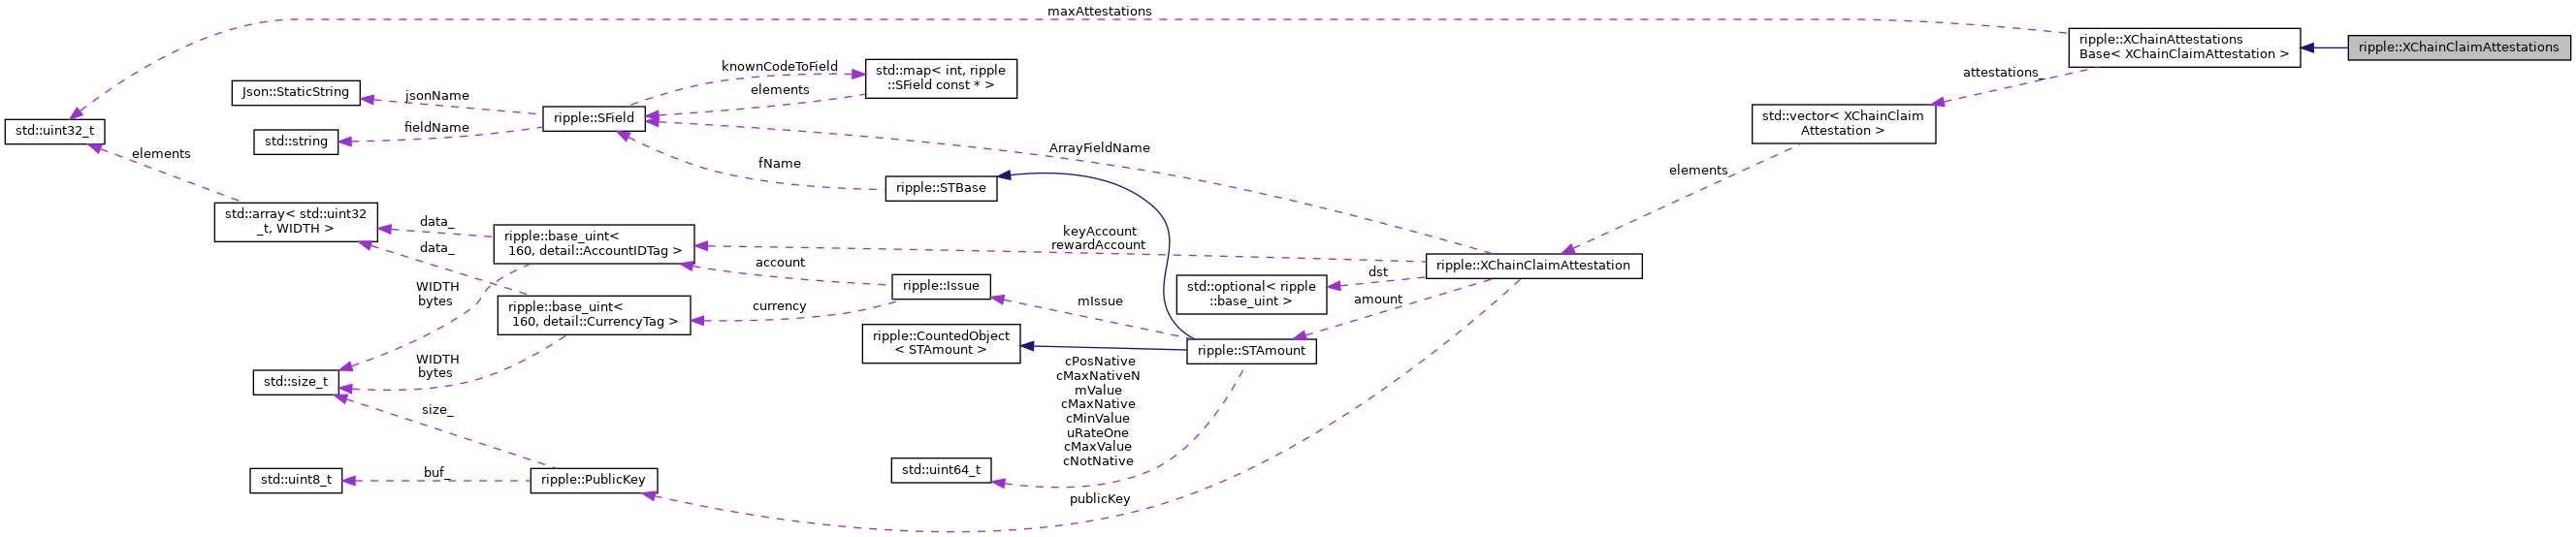 maxAttestations
ripple::XChainAttestations
Base< XChainClaimAttestation >
ripple::XChainClaimAttestations
knownCodeToField
std::map< int, ripple
::SField const * >
attestations_
Json::StaticString
jsonName
elements
ripple::SField
std::vector< XChainClaim
Attestation >
std::uint32_t
fieldName
std::string
ArrayFieldName
elements
fName
elements
ripple::STBase
std::array< std::uint32
_t, WIDTH >
data_
ripple::base_uint<
160, detail::AccountIDTag >
keyAccount
rewardAccount
data_
account
ripple::XChainClaimAttestation
dst
WIDTH
bytes
ripple::Issue
std::optional< ripple
::base_uint >
mIssue
amount
ripple::base_uint<
160, detail::CurrencyTag >
currency
ripple::CountedObject
< STAmount >
ripple::STAmount
WIDTH
bytes
cPosNative
cMaxNativeN
mValue
cMaxNative
cMinValue
uRateOne
cMaxValue
cNotNative
std::size_t
size_
std::uint64_t
std::uint8_t
buf_
ripple::PublicKey
publicKey